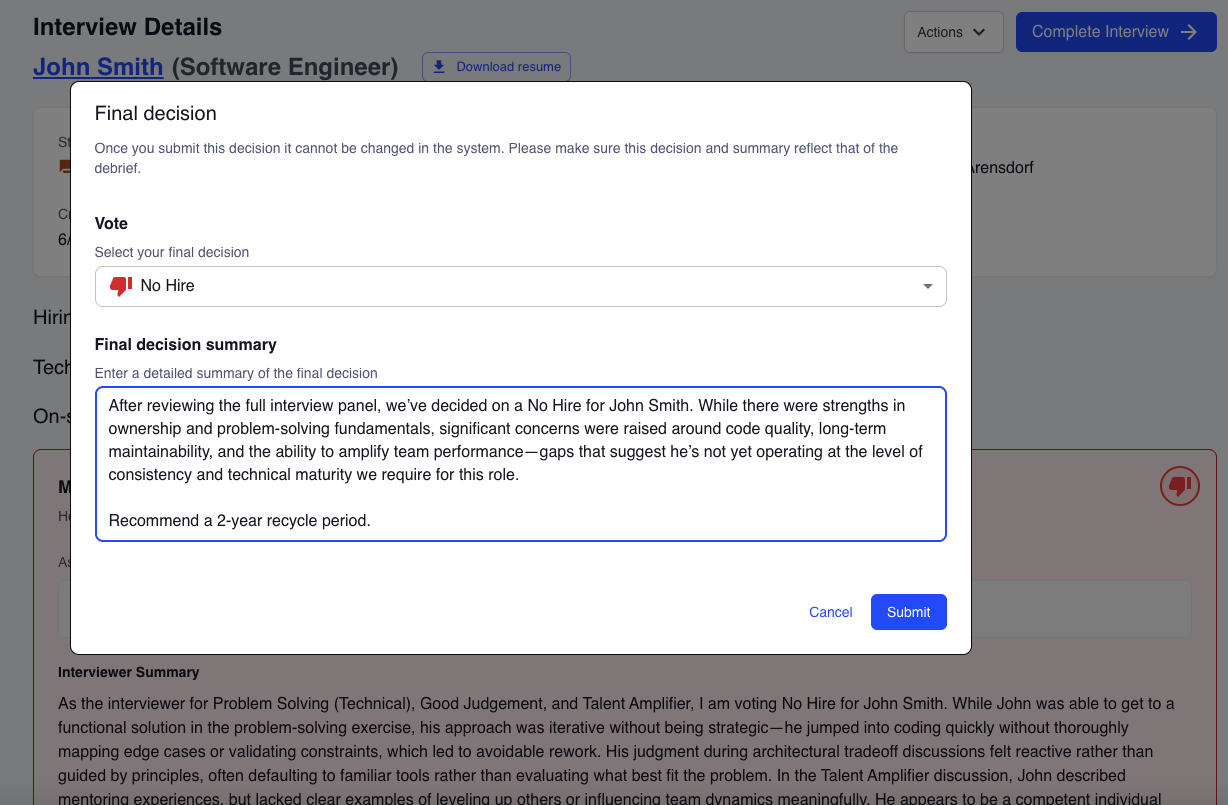 Interview Details
Actions
Complete Interview
John Smith (Software Engineer)
Download resume
Final decision
Once you submit this decision it cannot be changed in the system. Please make sure this decision and summary reflect that of the
debrief.
Arensdorf
Vote
Select your final decision
No Hire
Final decision summary
Enter a detailed summary of the final decision
After reviewing the full interview panel, we’ve decided on a No Hire for John Smith. While there were strengths in
ownership and problem-solving fundamentals, significant concerns were raised around code quality, long-term
maintainability, and the ability to amplify team performance—gaps that suggest he’s not yet operating at the level of
consistency and technical maturity we require for this role.
Recommend a 2-year recycle period.
Cancel
Submit
Interviewer Summary
As the interviewer for Problem Solving (Technical), Good Judgement, and Talent Amplifier, I am voting No Hire for John Smith. While John was able to get to a
functional solution in the problem-solving exercise, his approach was iterative without being strategic—he jumped into coding quickly without thoroughly
mapping edge cases or validating constraints, which led to avoidable rework. His judgment during architectural tradeoff discussions felt reactive rather than
guided by principles, often defaulting to familiar tools rather than evaluating what best fit the problem. In the Talent Amplifier discussion, John described
mentoring experiences, but lacked clear examples of leveling up others or influencing team dynamics meaningfully. He appears to be a competent individual